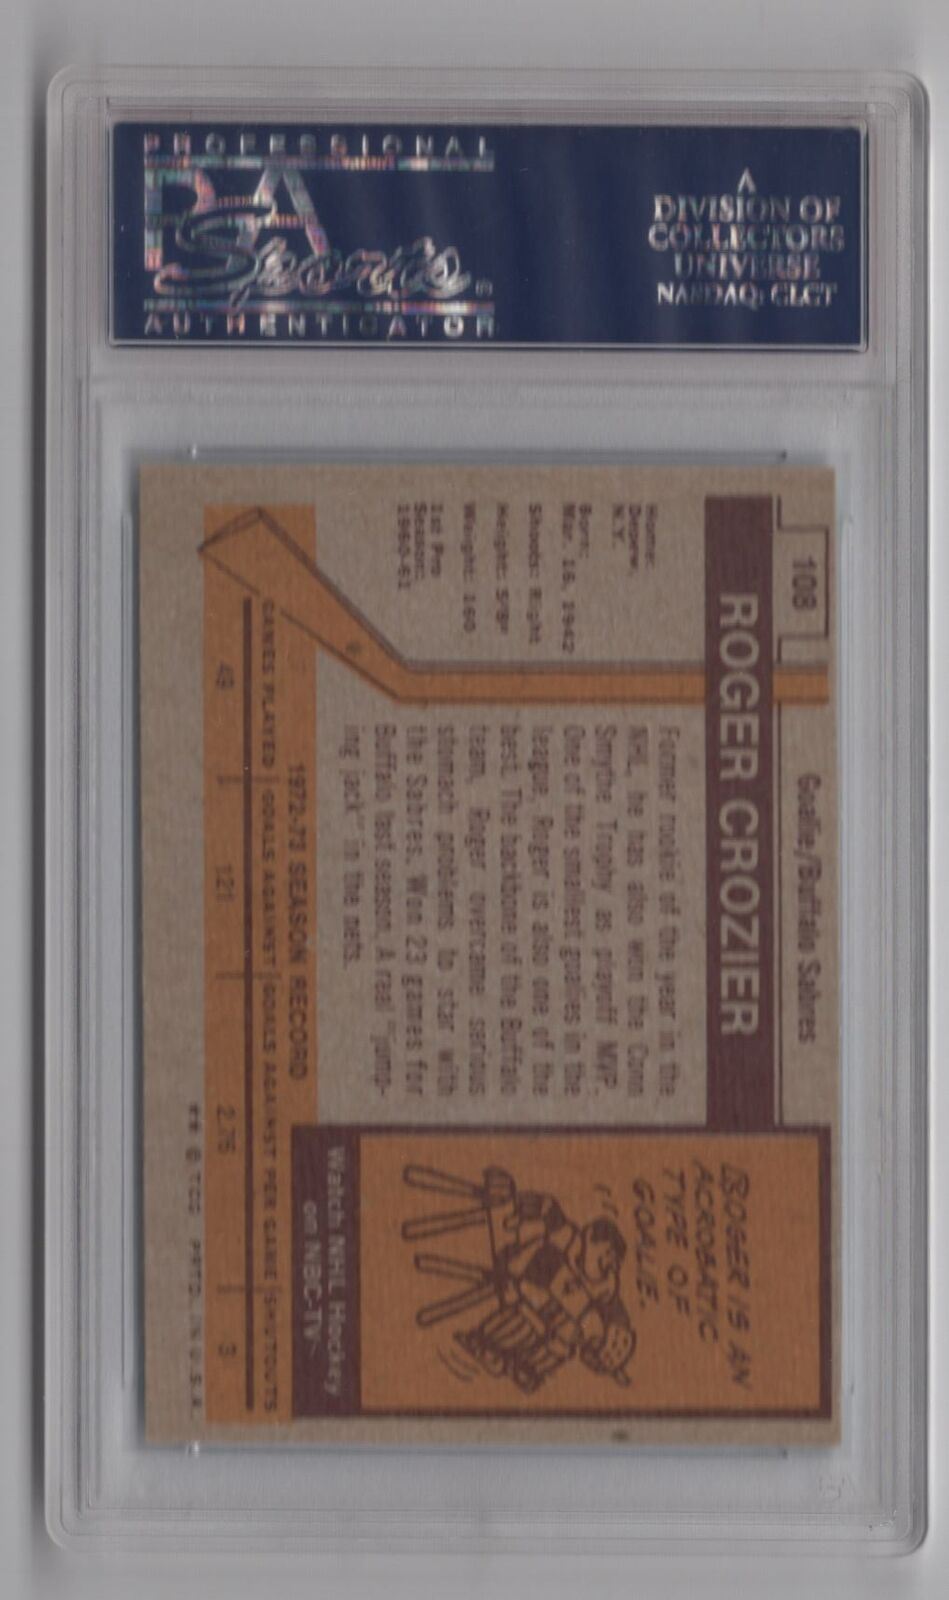 PROFESSIONAL
PSA
Sports
AUTHENTICATOR
A
DIVISION OF
COLLECTORS
UNIVERSE
NASDAQ: CLCT
108
Goalie/Buffalo Sabres
ROGER CROZIER
Home:
Depew,
N.Y.
Born:
Mar. 16, 1942
Shoots: Right
Height: 5'8"
Weight: 160
1st Pro
Season:
1960-61
Former rookie of the year in the
NHL, he has also won the Conn
Smythe Trophy as playoff MVP.
One of the smallest goalies in the
league, Roger is also one of the
best. The backbone of the Buffalo
team, Roger overcame serious
stomach problems to star with
the Sabres. Won 23 games for
Buffalo last season. A real "jump-
ing jack" in the nets.
ROGER IS AN
ACROBATIC
TYPE OF
GOALIE.
Watch NHL Hockey
on NBC-TV
1972-73 SEASON RECORD
GAMES PLAYED GOALS AGAINST GOALS AGAINST PER GAME SHUTOUTS
49 121 2.76 3
** © TCG PRTD. IN U.S.A.